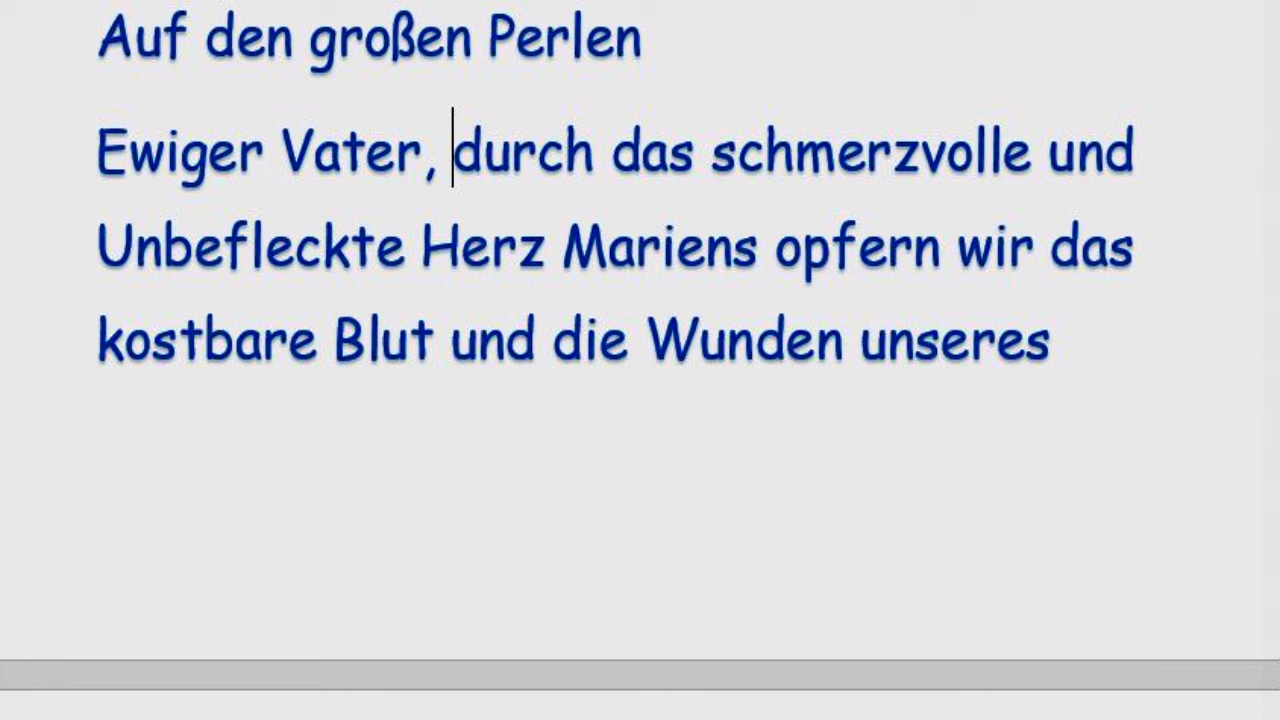 Auf den großen Perlen
Ewiger Vater, durch das schmerzvolle und
Unbefleckte Herz Mariens opfern wir das
kostbare Blut und die Wunden unseres